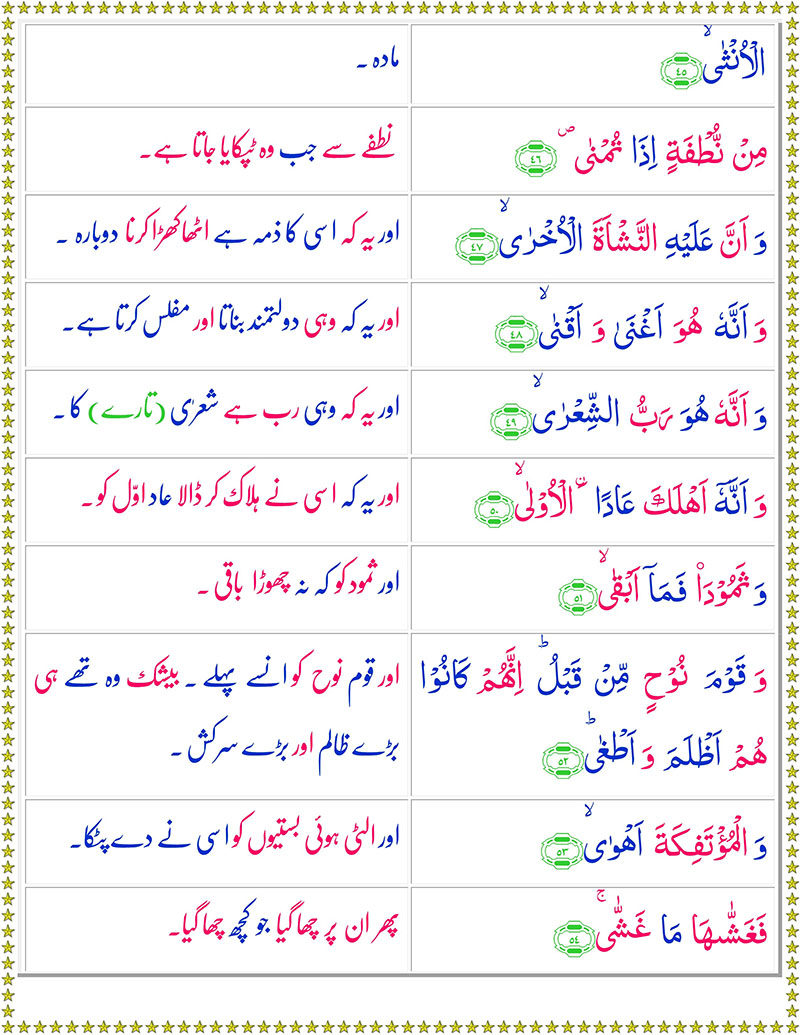 الْاُنْثٰىۙ ﴿٤٥﴾ مادہ ۔
مِنْ نُّطْفَةٍ اِذَا تُمْنٰى ۪ ﴿٤٦﴾ نطفے سے جب وہ ٹپکایا جاتا ہے۔
وَ اَنَّ عَلَيْهِ النَّشْاَةَ الْاُخْرٰىۙ ﴿٤٧﴾ اور یہ کہ اسی کا ذمہ ہے اٹھا کھڑا کرنا دوبارہ ۔
وَ اَنَّهٗ هُوَ اَغْنٰى وَ اَقْنٰىۙ ﴿٤٨﴾ اور یہ کہ وہی دولتمند بناتا اور مفلس کرتا ہے۔
وَ اَنَّهٗ هُوَ رَبُّ الشِّعْرٰىۙ ﴿٤٩﴾ اور یہ کہ وہی رب ہے شعریٰ (تارے) کا ۔
وَ اَنَّهٗۤ اَهْلَكَ عَادًا ۨ الْاُوْلٰىۙ ﴿٥٠﴾ اور یہ کہ اسی نے ہلاک کر ڈالا عاد اوّل کو۔
وَ ثَمُوْدَا۟ فَمَاۤ اَبْقٰىۙ ﴿٥١﴾ اور ثمود کو کہ نہ چھوڑا باقی ۔
وَ قَوْمَ نُوْحٍ مِّنْ قَبْلُؕ اِنَّهُمْ كَانُوْا اور قوم نوح کو انسے پہلے ۔ بیشک وہ تھے ہی
هُمْ اَظْلَمَ وَ اَطْغٰىؕ ﴿٥٢﴾ بڑے ظالم اور بڑے سرکش ۔
وَ الْمُؤْتَفِكَةَ اَهْوٰىۙ ﴿٥٣﴾ اور الٹی ہوئی بستیوں کو اسی نے دے پٹکا۔
فَغَشّٰىهَا مَا غَشّٰىۚ ﴿٥٤﴾ پھر ان پر چھا گیا جو کچھ چھا گیا۔